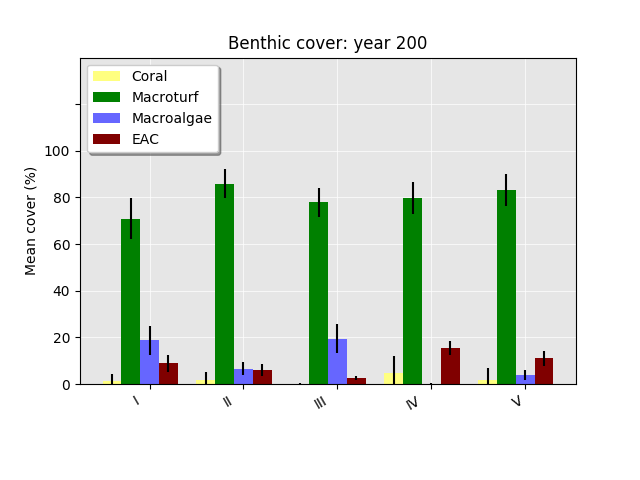 Benthic cover: year 200
Coral
Macroturf
Macroalgae
EAC
Mean cover (%)
100
80
60
40
20
0
I
II
III
IV
V